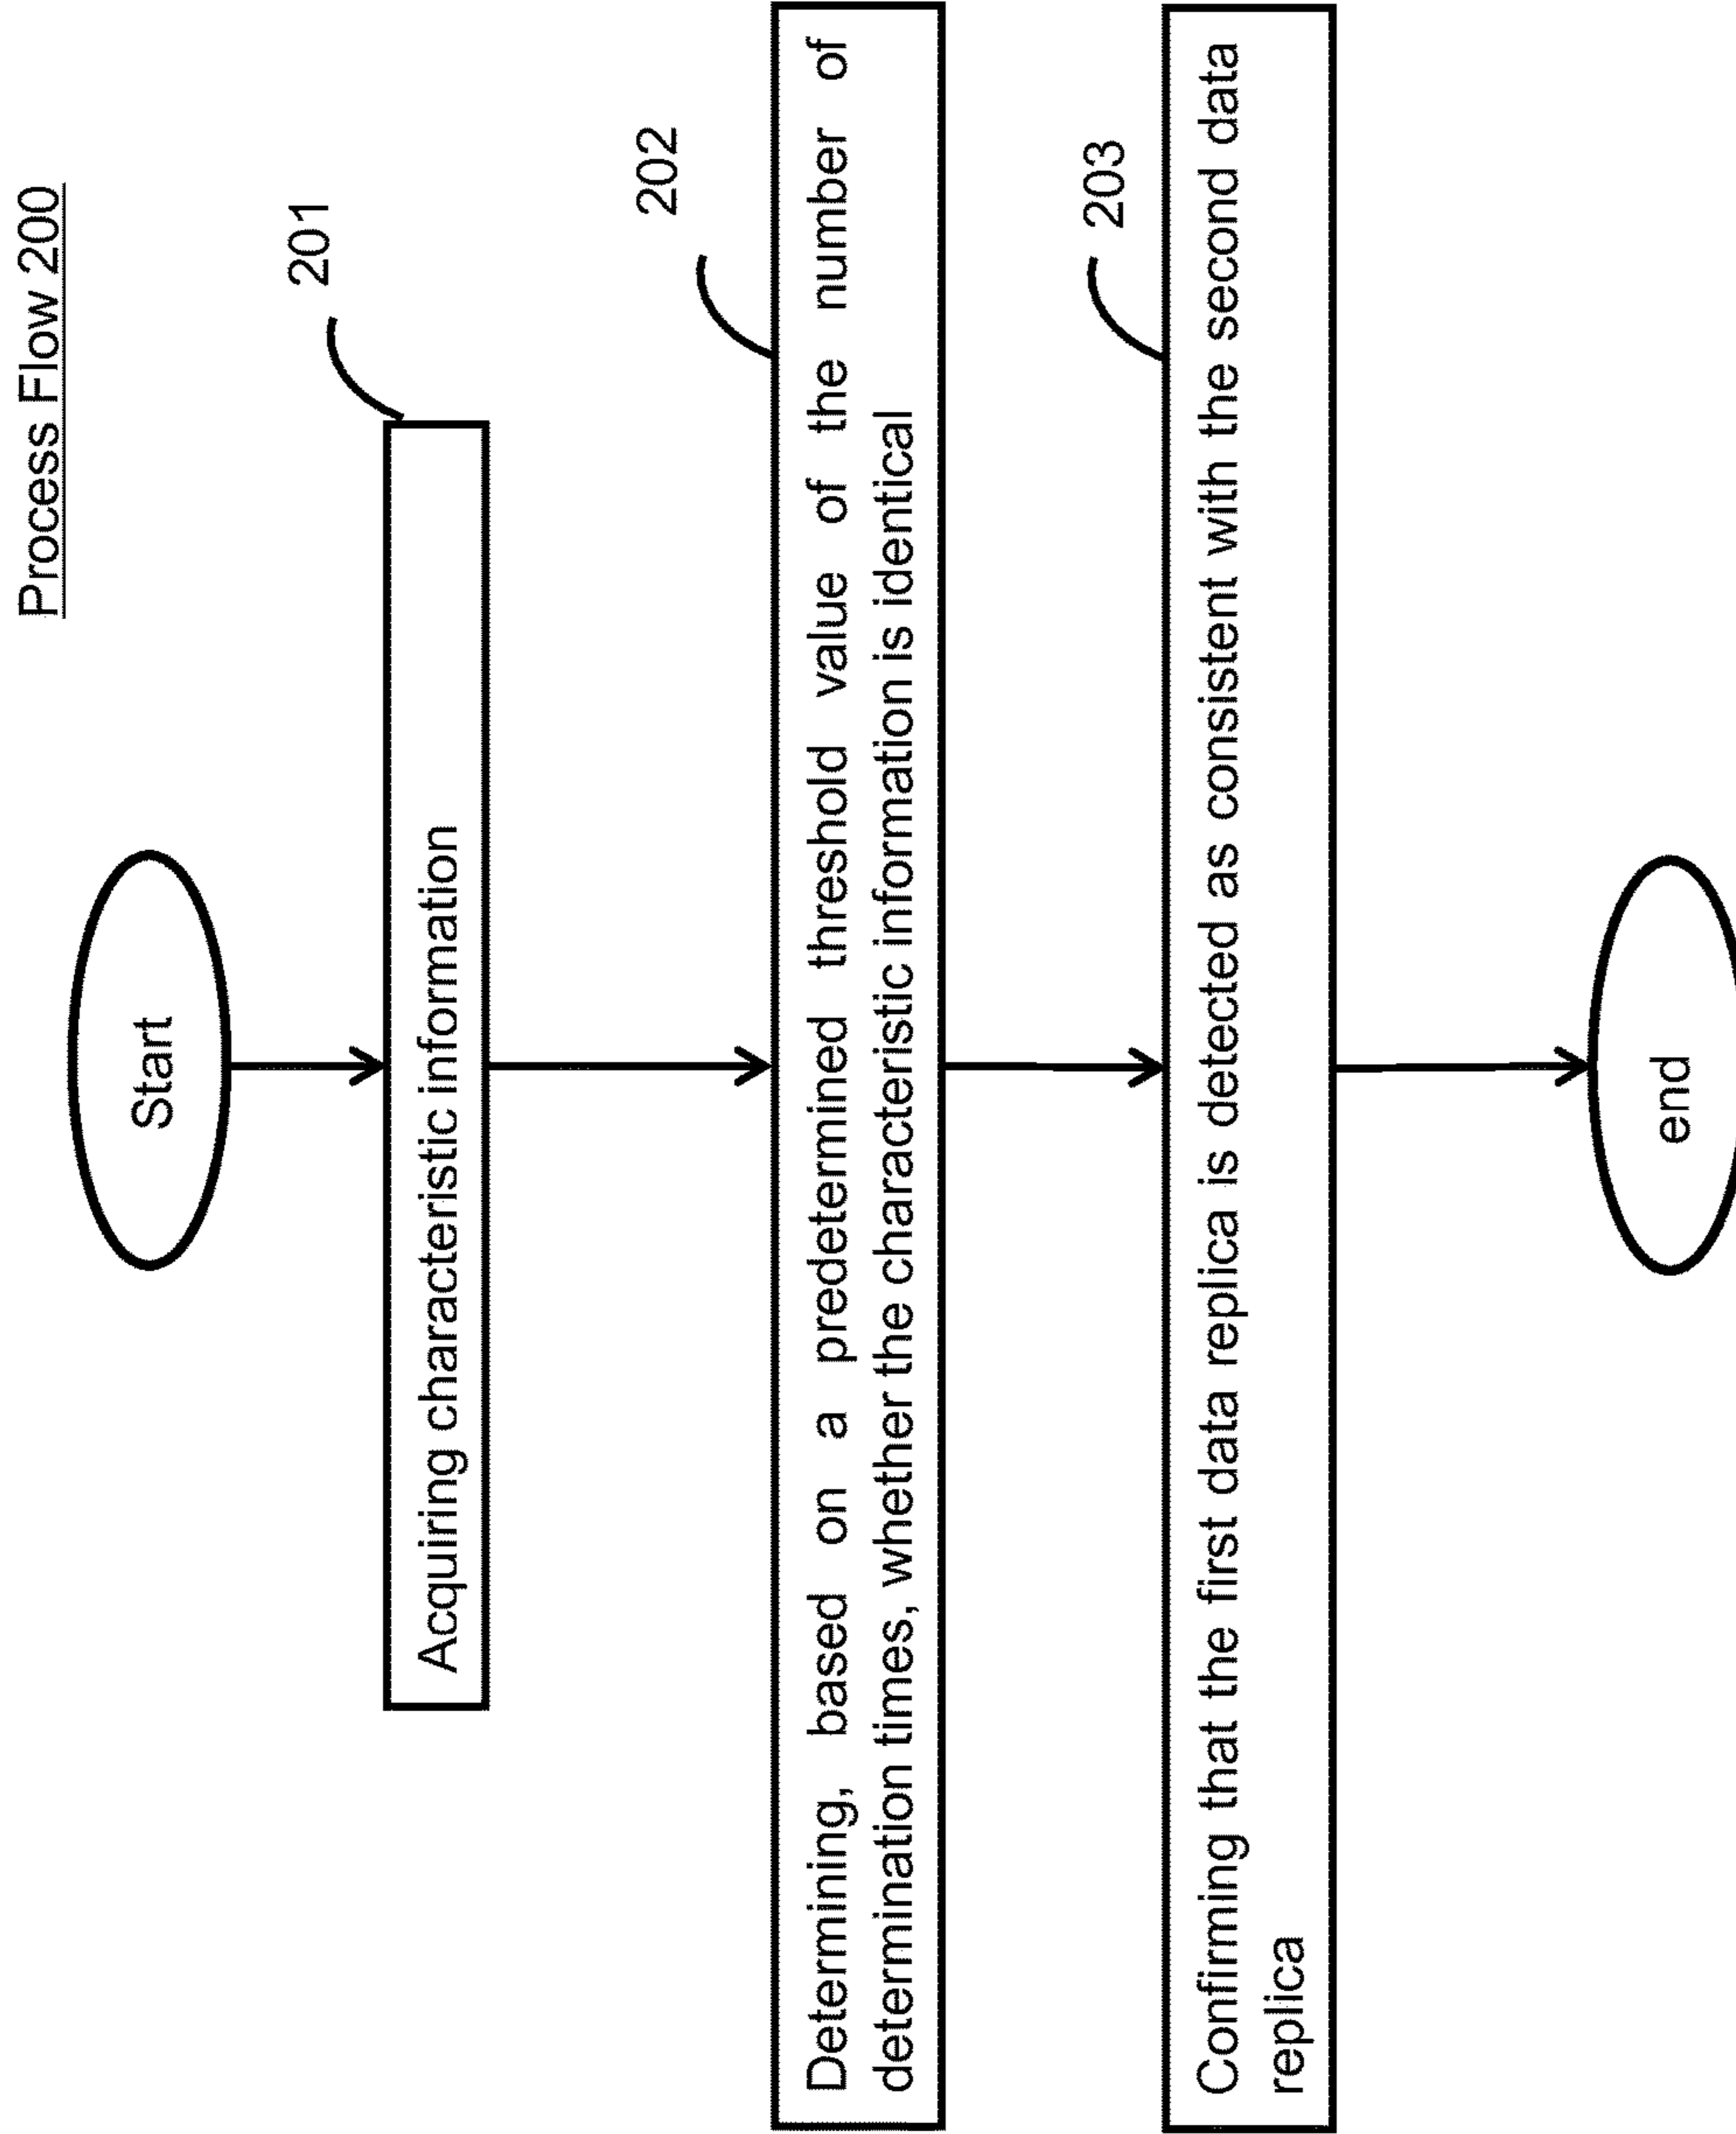 Process Flow 200
Start
201
Acquiring characteristic information
202
Determining, based on a predetermined threshold value of the number of
determination times, whether the characteristic information is identical
203
Confirming that the first data replica is detected as consistent with the second data
replica
end